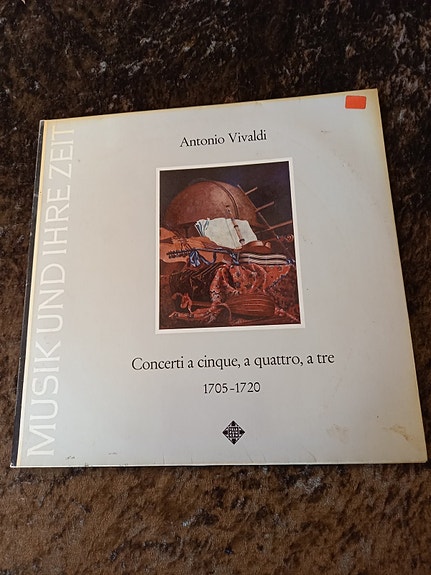 MUSIK UND IHRE ZEIT
Antonio Vivaldi
Concerti a cinque, a quattro, a tre
1705-1720